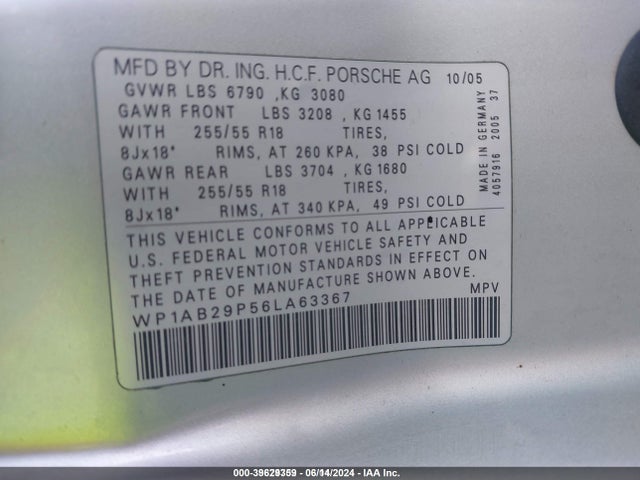 MFD BY DR. ING. H.C.F. PORSCHE AG 10/05
GVWR LBS 6790 ,KG 3080
GAWR FRONT LBS 3208 , KG 1455
WITH 255/55 R18 TIRES,
8Jx18" RIMS, AT 260 KPA, 38 PSI COLD
GAWR REAR LBS 3704 , KG 1680
WITH 255/55 R18 TIRES,
8Jx18" RIMS, AT 340 KPA, 49 PSI COLD
MADE IN GERMANY
4057916 2005 37
THIS VEHICLE CONFORMS TO ALL APPLICABLE
U.S. FEDERAL MOTOR VEHICLE SAFETY AND
THEFT PREVENTION STANDARDS IN EFFECT ON
THE DATE OF MANUFACTURE SHOWN ABOVE.
WP1AB29P56LA63367 MPV
000-39629359 - 06/14/2024 - IAA Inc.